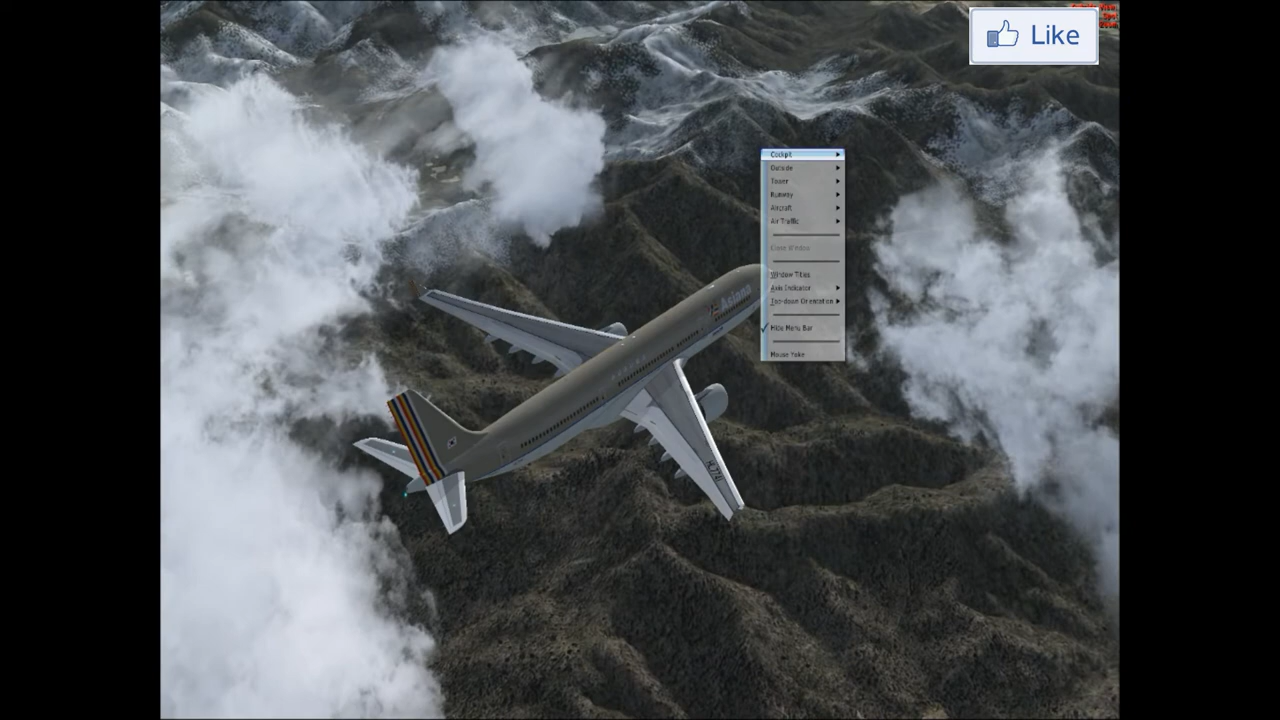 Like
Cockpit
Outside
Tower
Runway
Aircraft
Air Traffic
Close Window
Window Titles
Axis Indicator
Top-down Orientation
Hide Menu Bar
Mouse Yoke
Asiana
HL7741